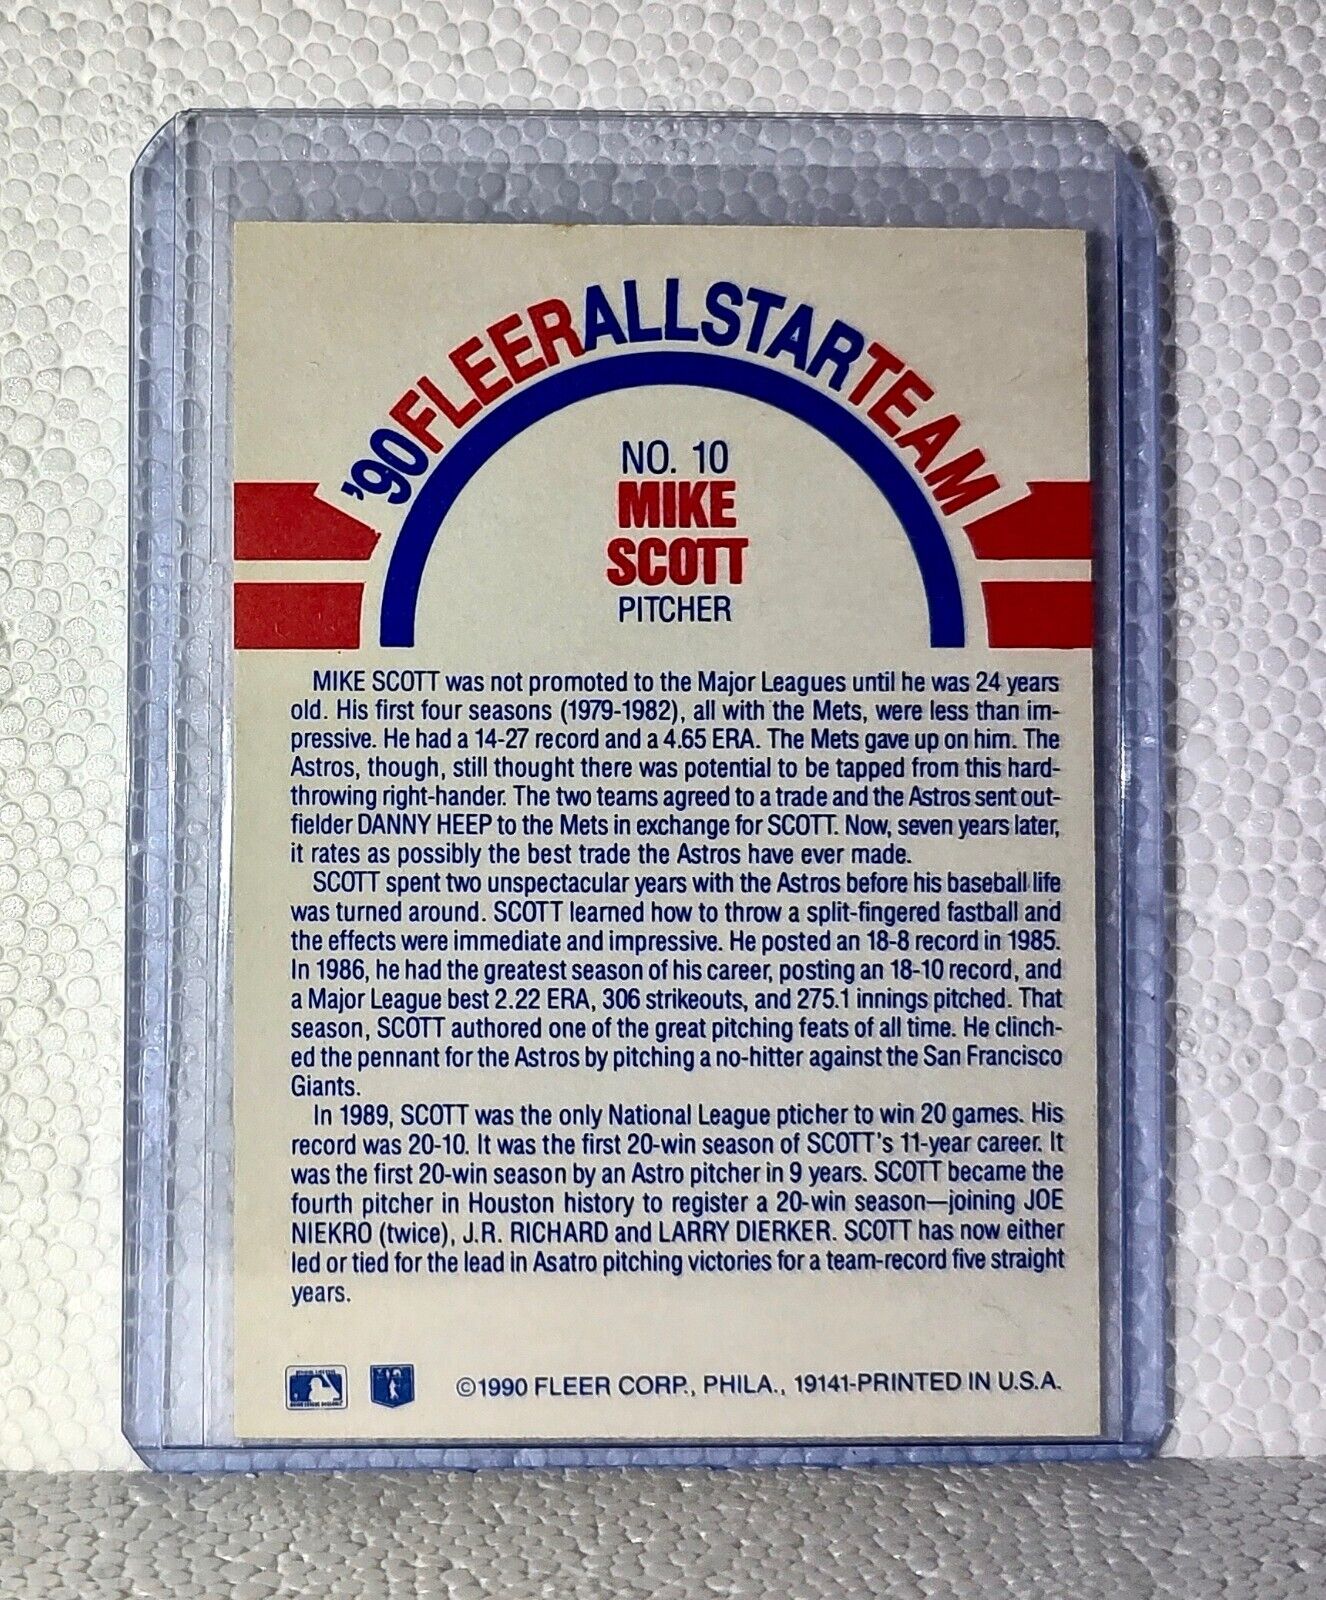 '90 FLEER ALL STAR TEAM
NO. 10
MIKE
SCOTT
PITCHER
MIKE SCOTT was not promoted to the Major Leagues until he was 24 years
old. His first four seasons (1979-1982), all with the Mets, were less than im-
pressive. He had a 14-27 record and a 4.65 ERA. The Mets gave up on him. The
Astros, though, still thought there was potential to be tapped from this hard-
throwing right-hander. The two teams agreed to a trade and the Astros sent out-
fielder DANNY HEEP to the Mets in exchange for SCOTT. Now, seven years later,
it rates as possibly the best trade the Astros have ever made.
SCOTT spent two unspectacular years with the Astros before his baseball life
was turned around. SCOTT learned how to throw a split-fingered fastball and
the effects were immediate and impressive. He posted an 18-8 record in 1985.
In 1986, he had the greatest season of his career, posting an 18-10 record, and
a Major League best 2.22 ERA, 306 strikeouts, and 275.1 innings pitched. That
season, SCOTT authored one of the great pitching feats of all time. He clinch-
ed the pennant for the Astros by pitching a no-hitter against the San Francisco
Giants.
In 1989, SCOTT was the only National League pticher to win 20 games. His
record was 20-10. It was the first 20-win season of SCOTT's 11-year career. It
was the first 20-win season by an Astro pitcher in 9 years. SCOTT became the
fourth pitcher in Houston history to register a 20-win season—joining JOE
NIEKRO (twice), J.R. RICHARD and LARRY DIERKER. SCOTT has now either
led or tied for the lead in Asatro pitching victories for a team-record five straight
years.
©1990 FLEER CORP., PHILA., 19141-PRINTED IN U.S.A.